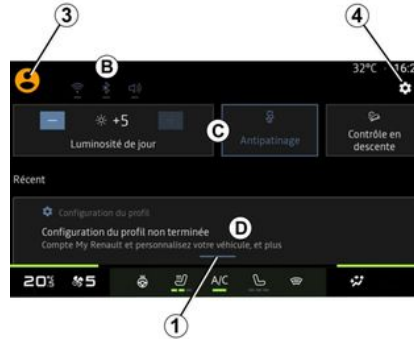 3
4
B
32°C 16:2
+5
Luminosité de jour
C
Antipatinage
Contrôle en
descente
Récent
Configuration du profil
Configuration du profil non terminée
D
Compte My Renault et personnalisez votre véhicule, et plus
20 5
A/C
1